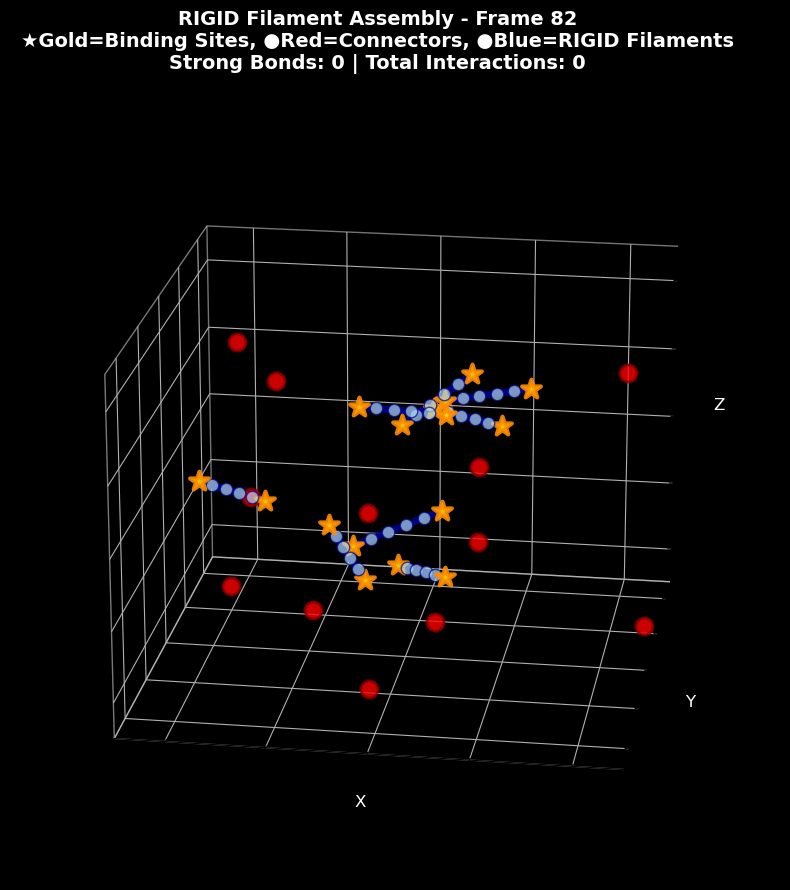 RIGID Filament Assembly - Frame 82
★Gold=Binding Sites, ●Red=Connectors, ●Blue=RIGID Filaments
Strong Bonds: 0 | Total Interactions: 0
Z
Y
X